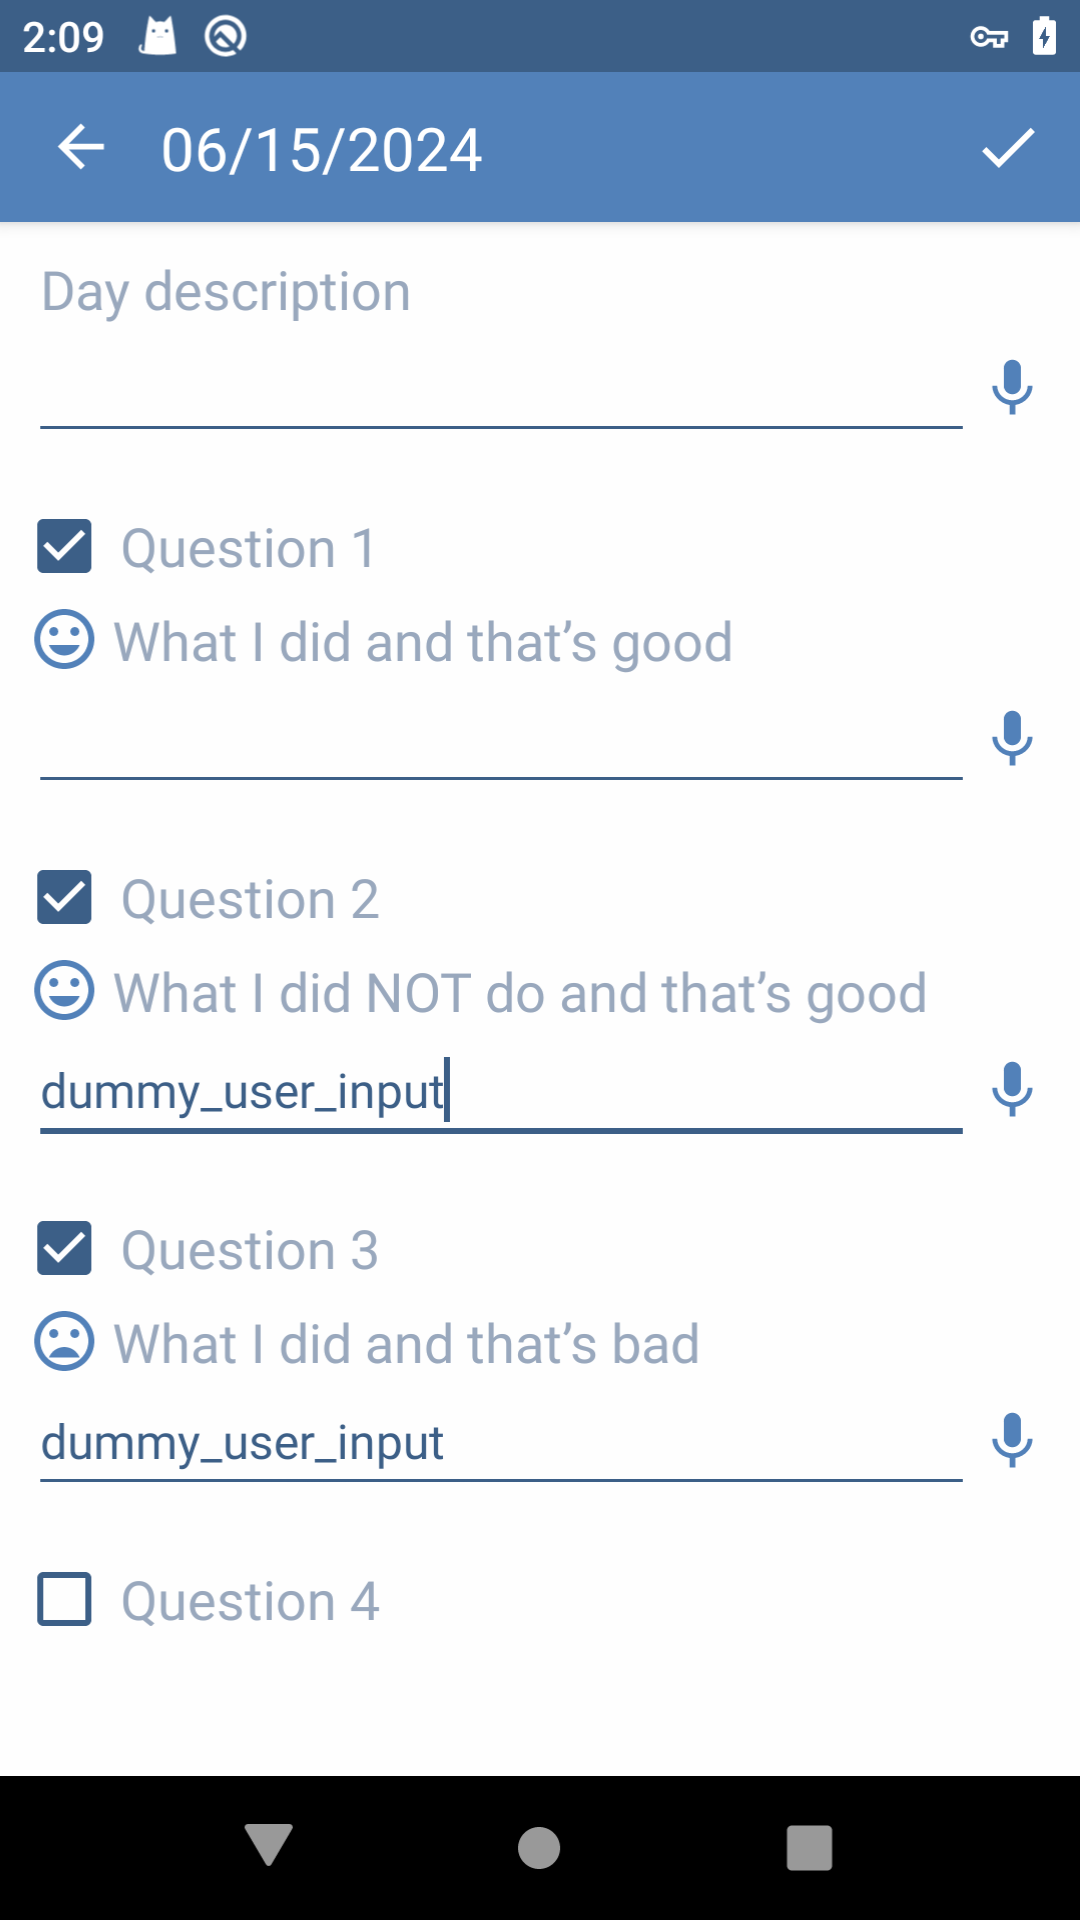 2:09
06/15/2024
Day description
Question 1
What I did and that’s good
Question 2
What I did NOT do and that’s good
dummy_user_input
Question 3
What I did and that’s bad
dummy_user_input
Question 4